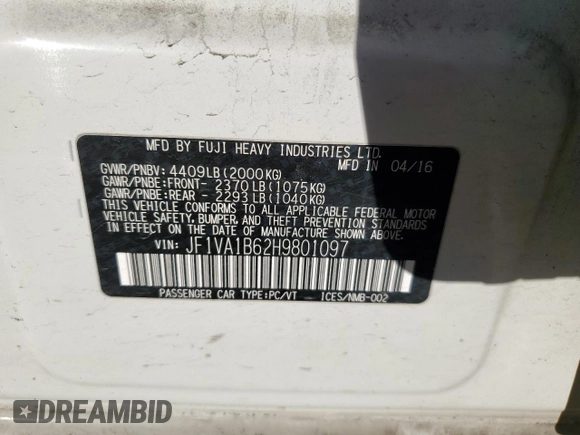 MFD BY FUJI HEAVY INDUSTRIES LTD.
MFD IN 04/16
GVWR/PNBV: 4409LB(2000KG)
GAWR/PNBE:FRONT- 2370LB(1075KG)
GAWR/PNBE:REAR - 2293LB(1040KG)
THIS VEHICLE CONFORMS TO ALL APPLICABLE FEDERAL MOTOR
VEHICLE SAFETY, BUMPER, AND THEFT PREVENTION STANDARDS
IN EFFECT ON THE DATE OF MANUFACTURE SHOWN ABOVE.
VIN: JF1VA1B62H9801097
PASSENGER CAR TYPE:PC/VT ICES/NMB-002
DREAMBID